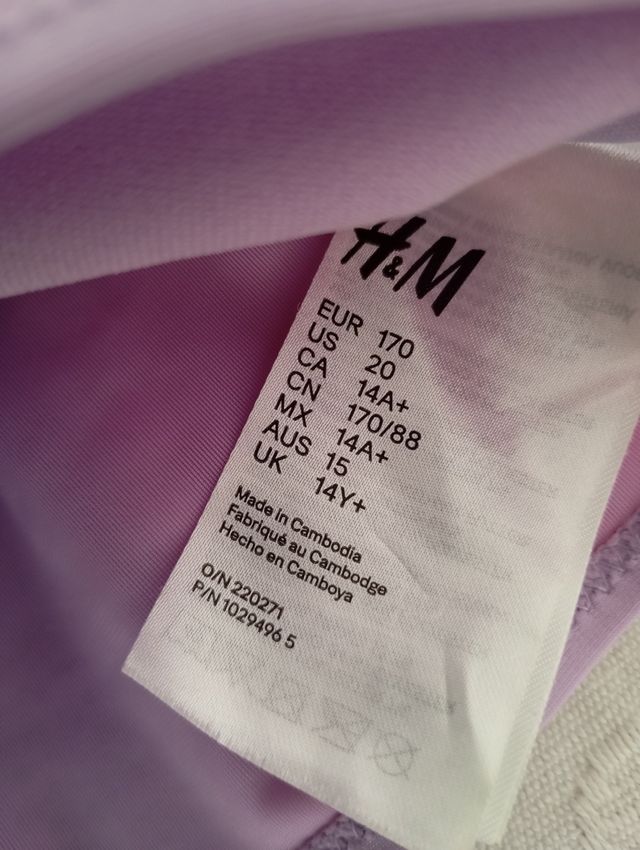 H&M
EUR 170
US 20
CA 14A+
CN 170/88
MX 14A+
AUS 15
UK 14Y+
Made in Cambodia
Fabriqué au Cambodge
Hecho en Camboya
O/N 220271
P/N 1029496 5